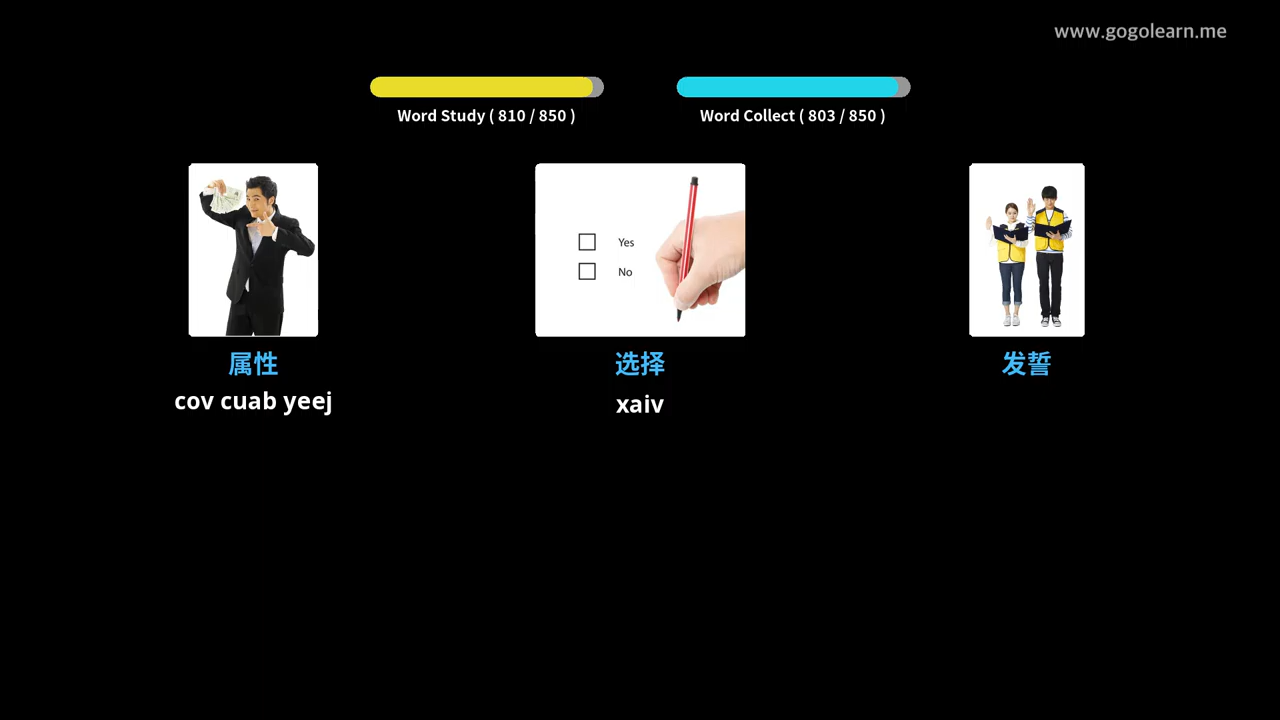 www.gogolearn.me
Word Study ( 810 / 850 )
Word Collect ( 803 / 850 )
Yes
No
属性
选择
发誓
cov cuab yeej
xaiv